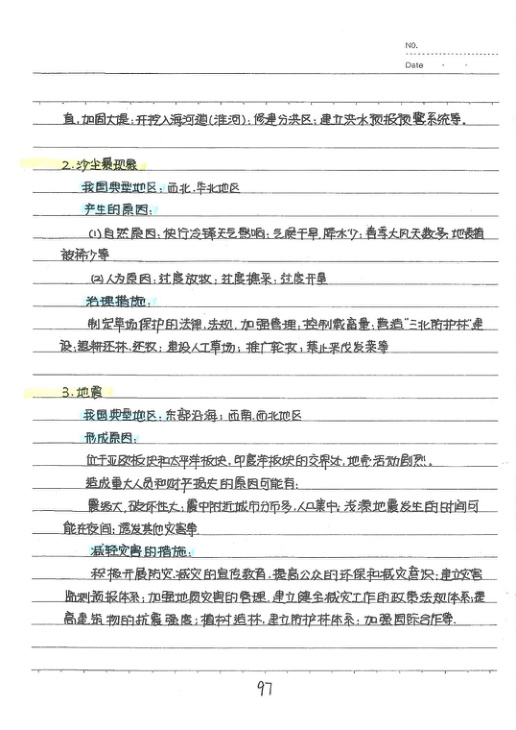 NO.
Date
直,加固大堤;开挖入海河道(淮河);修建分洪区;建立洪水预报预警系统等。
2.沙尘暴现象
我国典型地区:西北,华北地区
产生的原因:
(1)自然原因:快行冷锋天气影响;气候干旱,降水少;春季大风天数多,地表植
被稀少等
(2)人为原因:过度放牧;过度樵采;过度开垦
治理措施:
制定草场保护的法律,法规,加强管理;控制载畜量;营造"三北防护林"建
设;退耕还林,还牧;建设人工草场;推广轮牧;禁止采伐发菜等
3.地震
我国典型地区:东部沿海;西南,西北地区
形成原因:
位于亚欧板块和太平洋板块,印度洋板块的交界处,地壳活动剧烈。
造成重大人员和财产损失的原因可能有:
震级大,破坏性大;震中附近城市分布多,人口集中;浅源地震发生的时间可
能在夜间;诱发其他灾害等
减轻灾害的措施:
积极开展防灾,减灾的宣传教育,提高公众的环保和减灾意识;建立灾害
监测预报体系;加强地质灾害的管理,建立健全减灾工作的政策法规体系;提
高建筑物的抗震强度;植树造林,建立防护林体系;加强国际合作等.
97